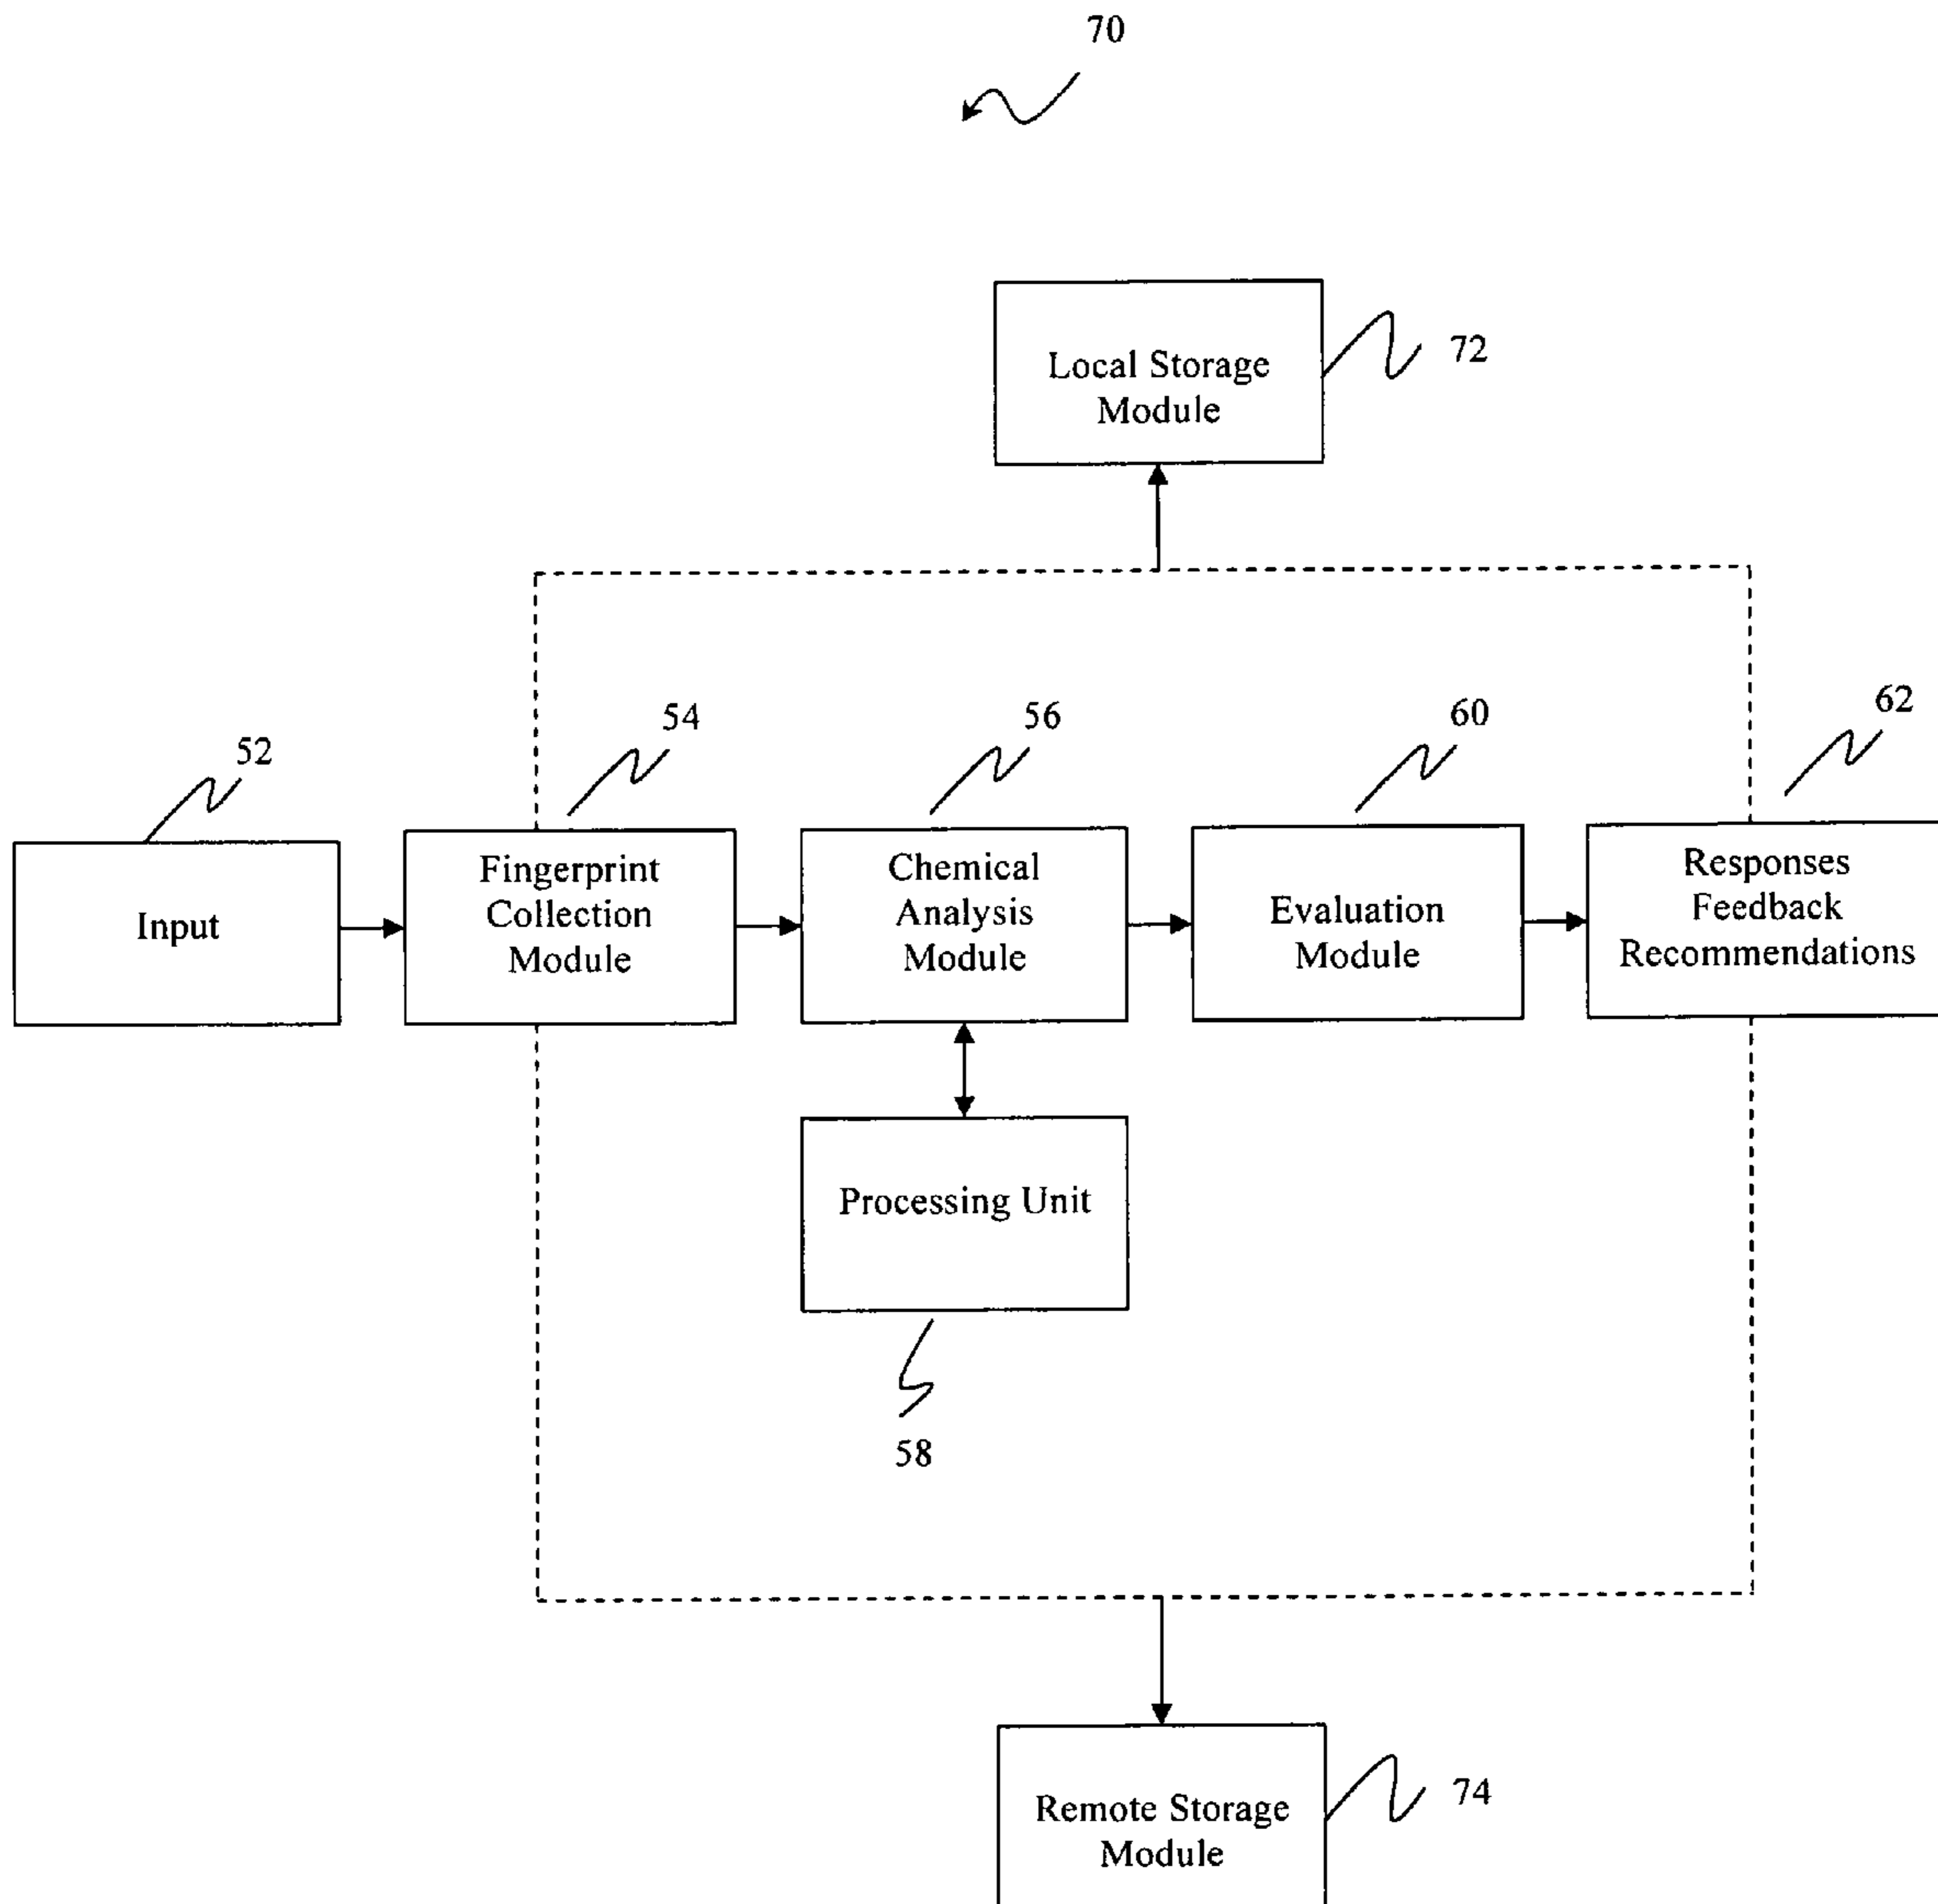 70
Local Storage
Module
72
52
54
56
60
62
Input
Fingerprint
Collection
Module
Chemical
Analysis
Module
Evaluation
Module
Responses
Feedback
Recommendations
Processing Unit
58
Remote Storage
Module
74